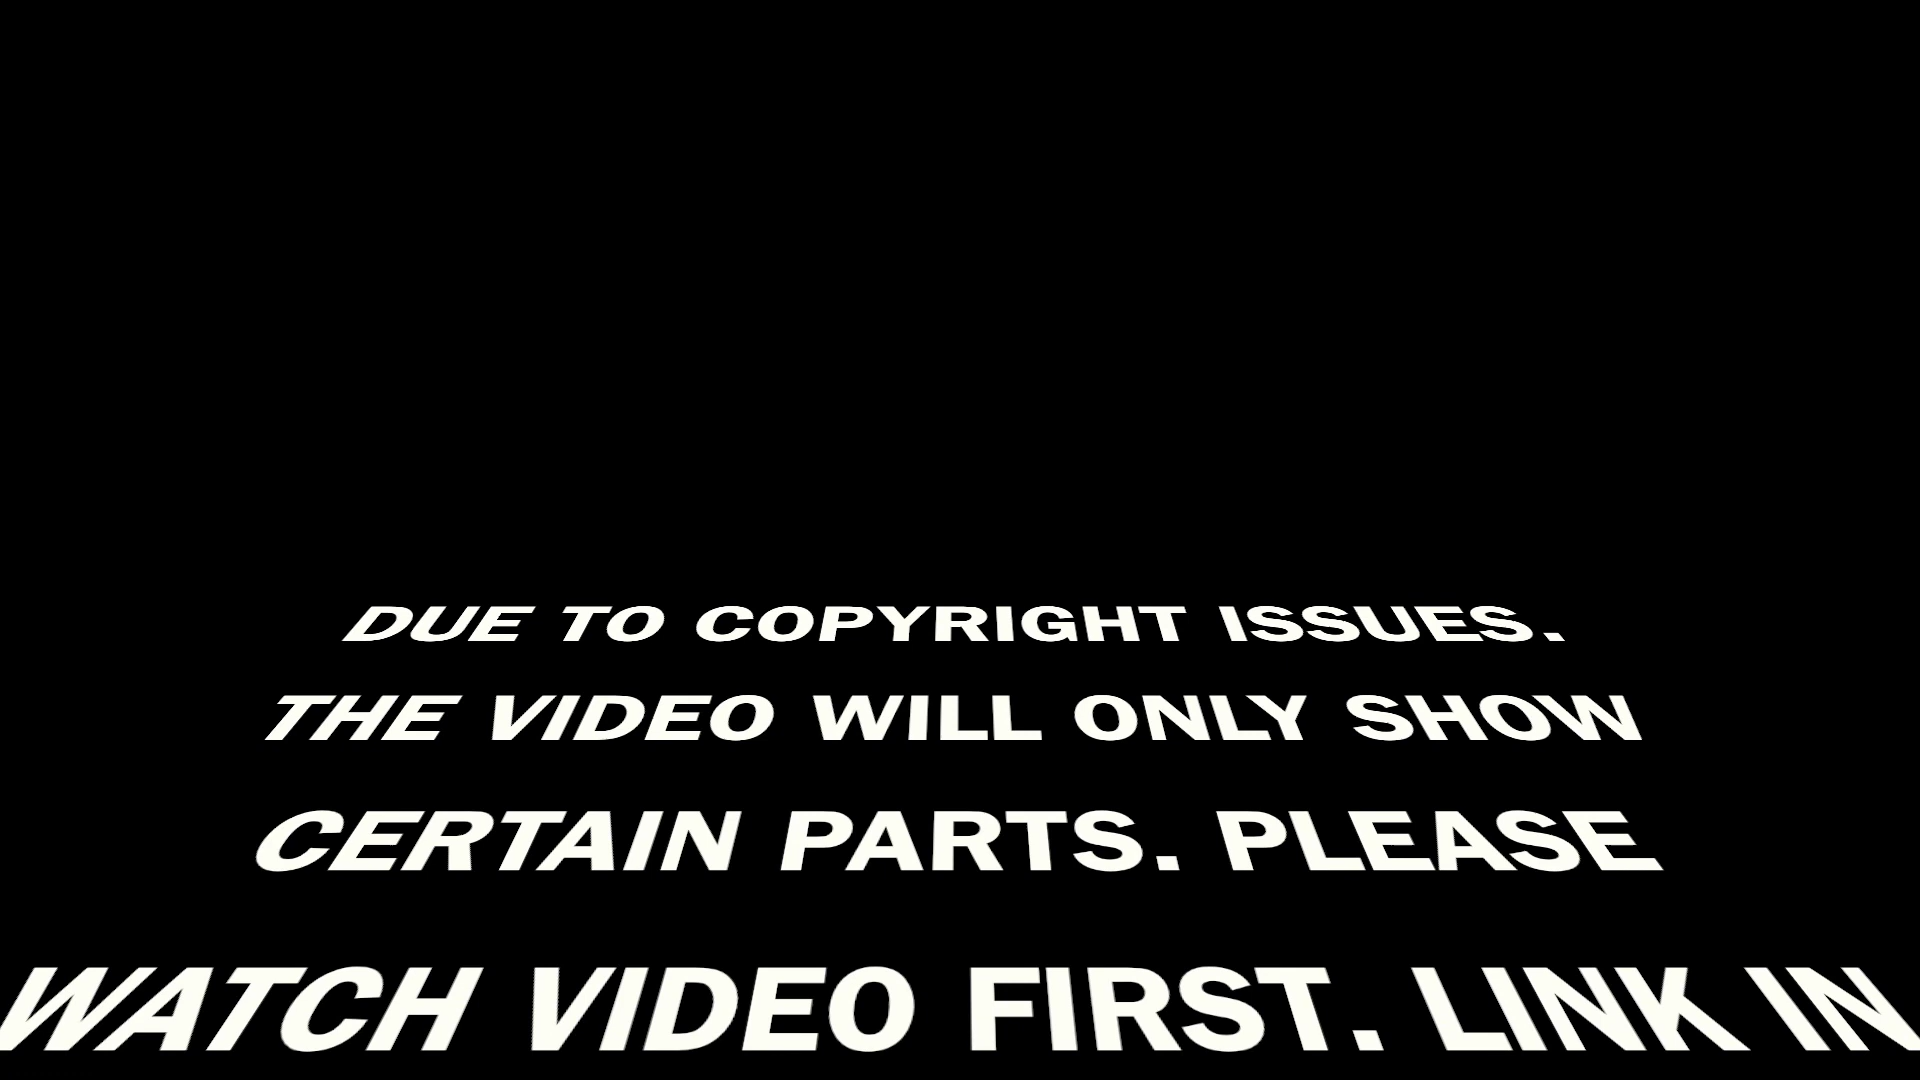 DUE TO COPYRIGHT ISSUES.
THE VIDEO WILL ONLY SHOW
CERTAIN PARTS. PLEASE
WATCH VIDEO FIRST. LINK IN